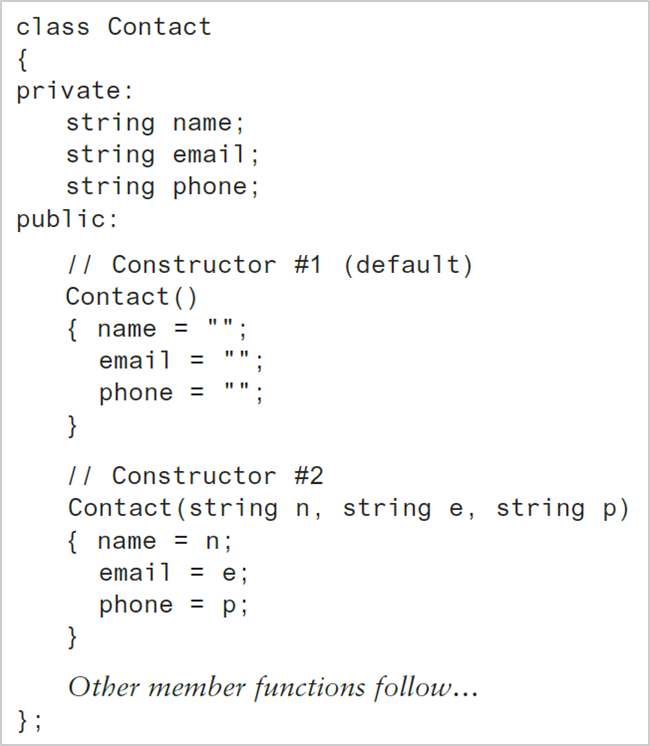 class Contact
{
private:
string name;
string email;
string phone;
public:
// Constructor #1 (default)
Contact()
{ name = "";
email = "";
phone = "";
}
// Constructor #2
Contact(string n, string e, string p)
{ name = n;
email = e;
phone = p;
}
Other member functions follow…
};